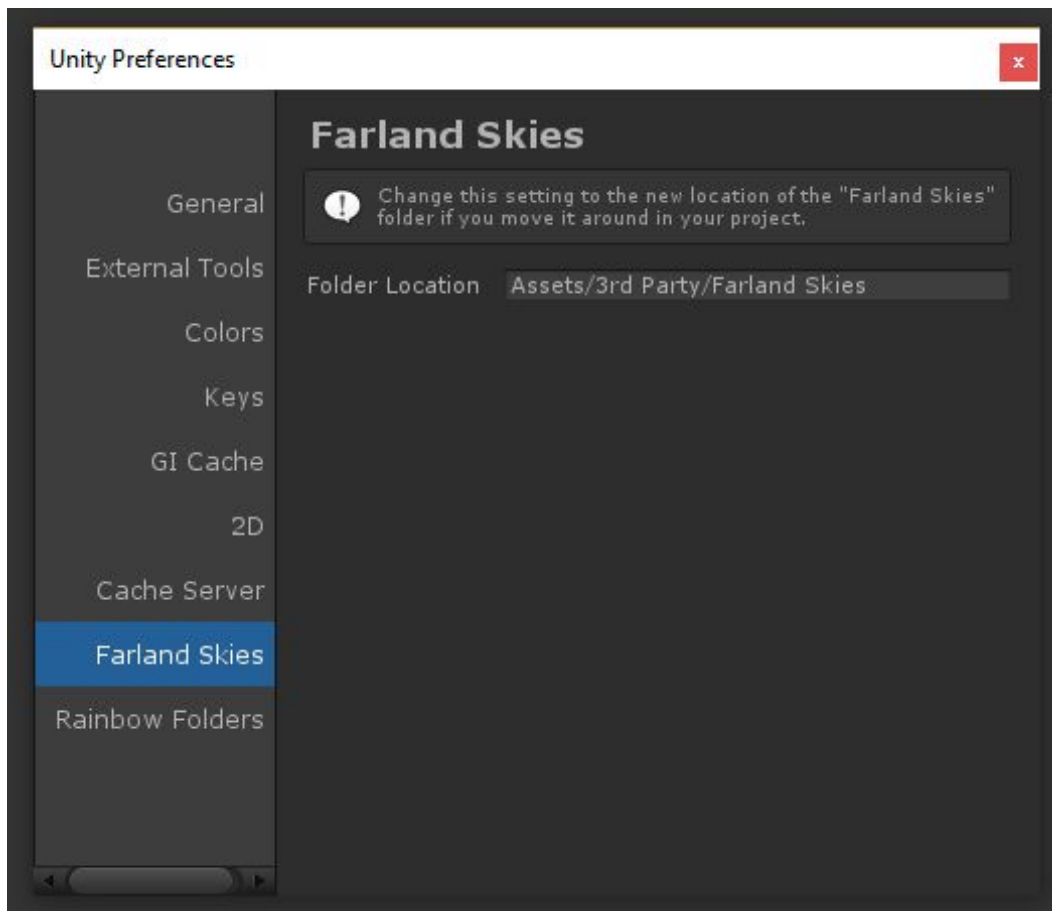 Unity Preferences
x
General
External Tools
Colors
Keys
GI Cache
2D
Cache Server
Farland Skies
Rainbow Folders
Farland Skies
Change this setting to the new location of the "Farland Skies"
folder if you move it around in your project.
Folder Location Assets/3rd Party/Farland Skies